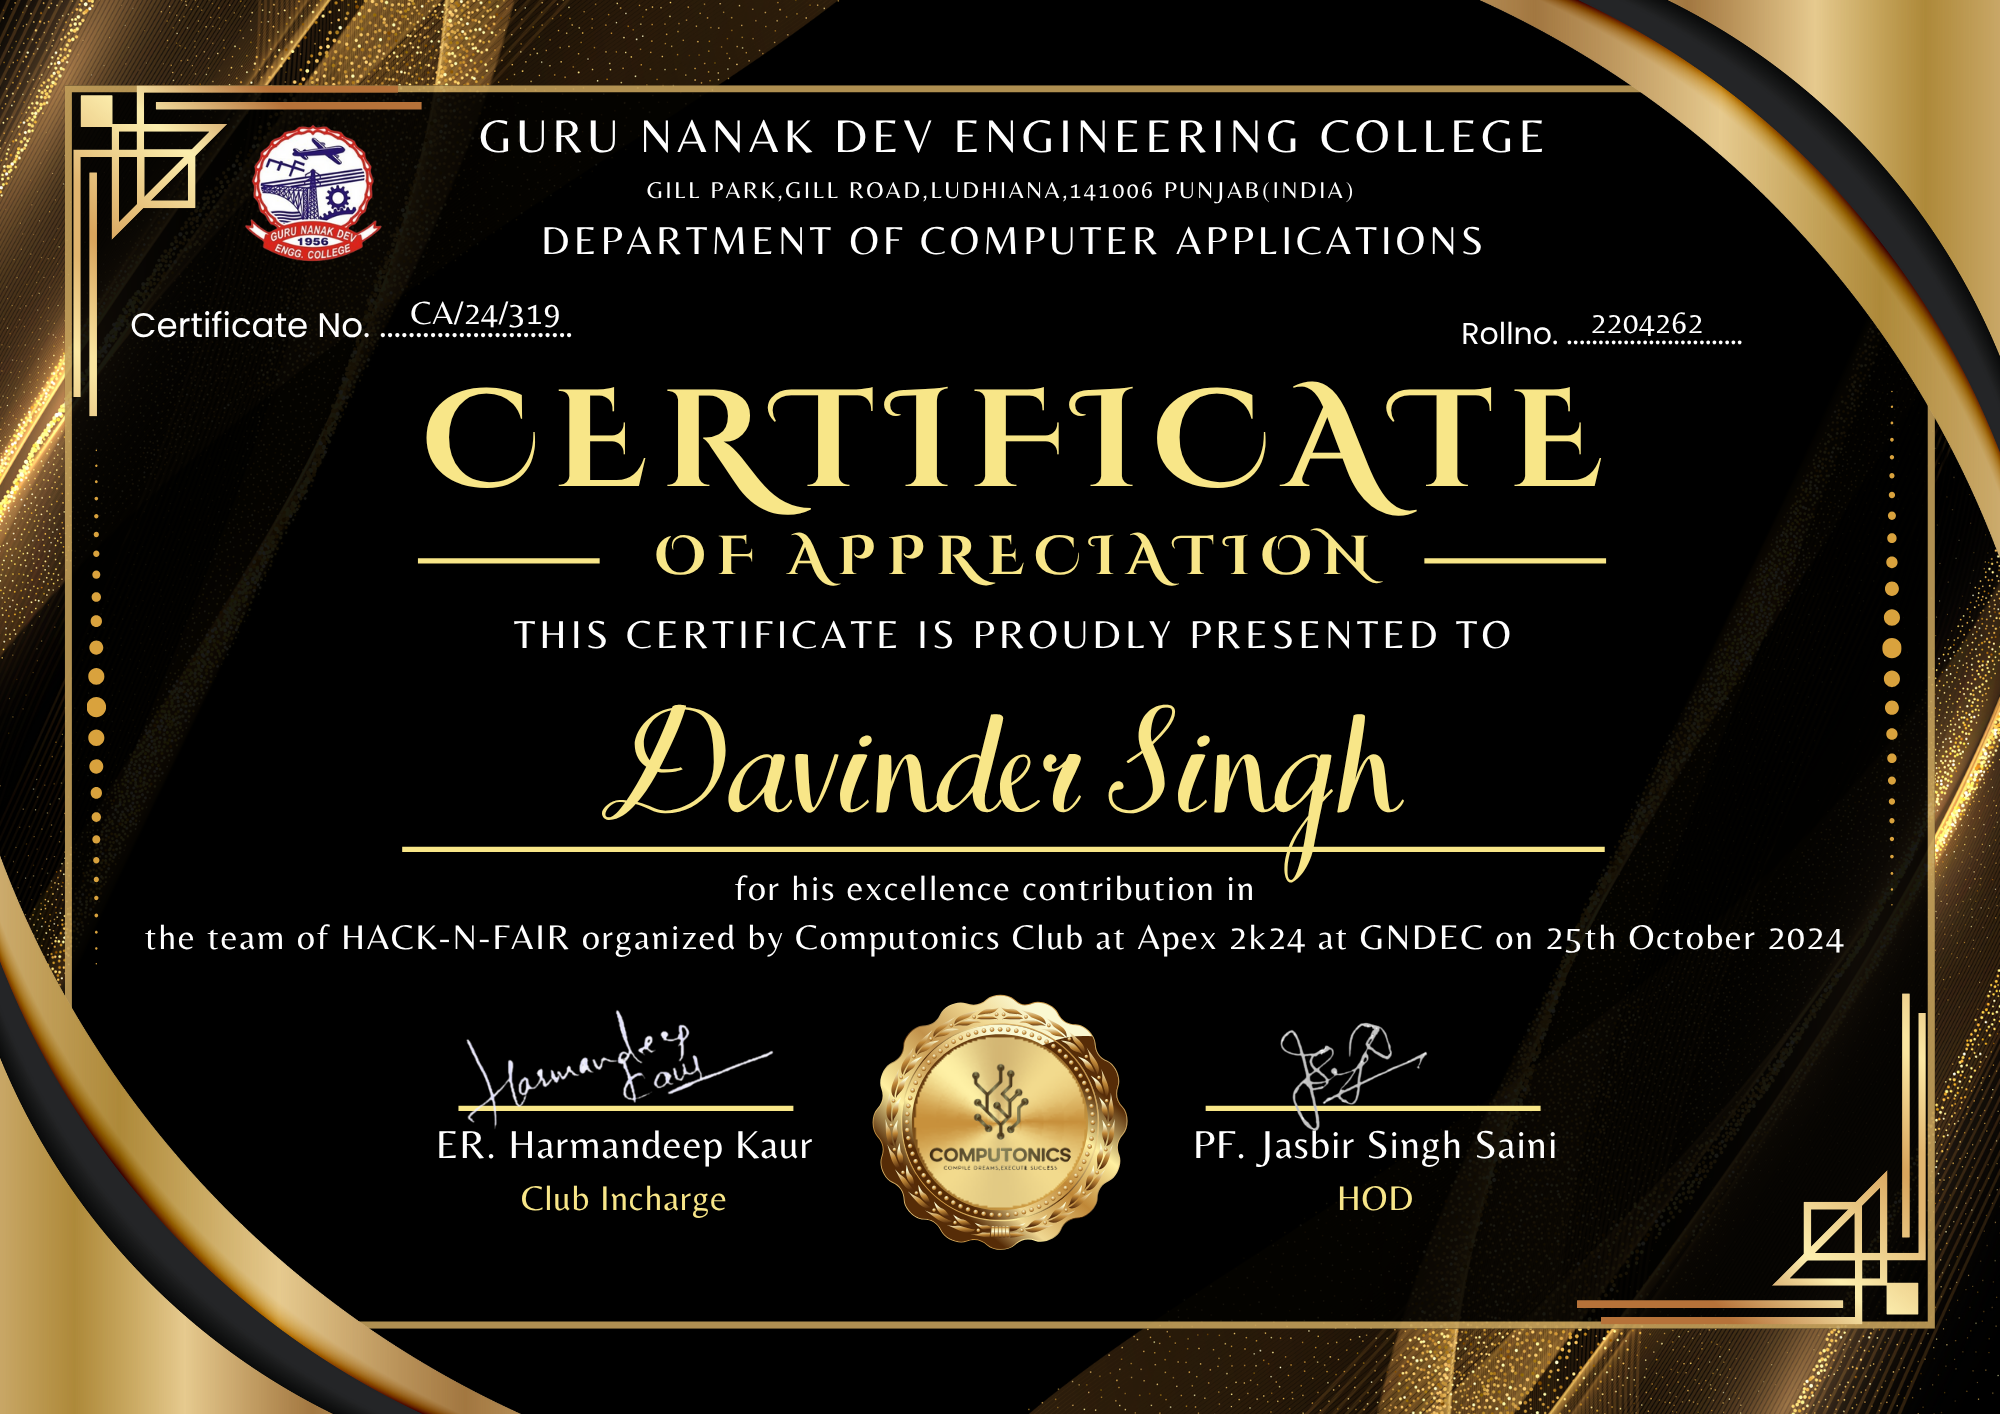 GURU NANAK DEV ENGINEERING COLLEGE
GILL PARK,GILL ROAD,LUDHIANA,141006 PUNJAB(INDIA)
DEPARTMENT OF COMPUTER APPLICATIONS
GURU NANAK DEV
1956
ENGG. COLLEGE
Certificate No. CA/24/319
Rollno. 2204262
CERTIFICATE
OF APPRECIATION
THIS CERTIFICATE IS PROUDLY PRESENTED TO
Davinder Singh
for his excellence contribution in
the team of HACK-N-FAIR organized by Computonics Club at Apex 2k24 at GNDEC on 25th October 2024
Harmandeep
Kaur
ER. Harmandeep Kaur
Club Incharge
COMPUTONICS
COMPILE DREAMS,EXECUTE SUCCESS
PF. Jasbir Singh Saini
HOD